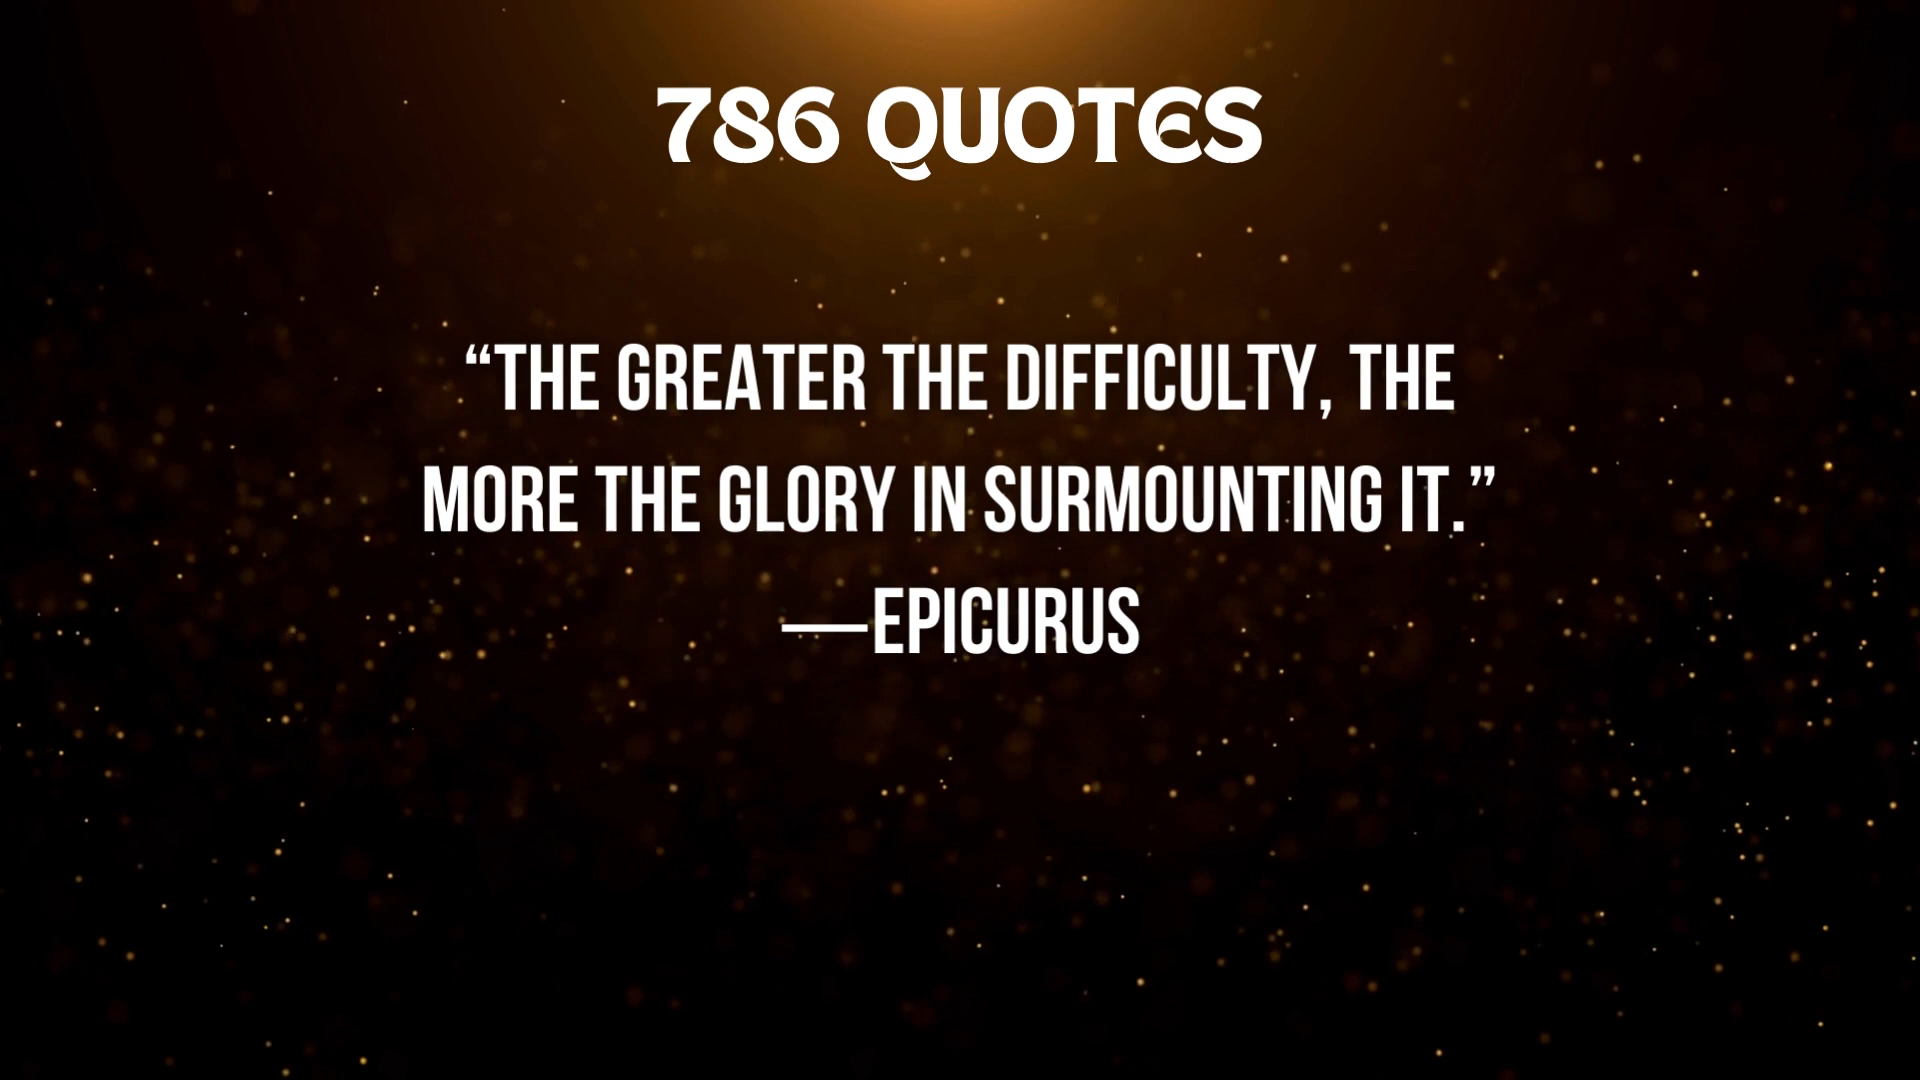 786 QUOTES
“THE GREATER THE DIFFICULTY, THE
MORE THE GLORY IN SURMOUNTING IT.”
—EPICURUS